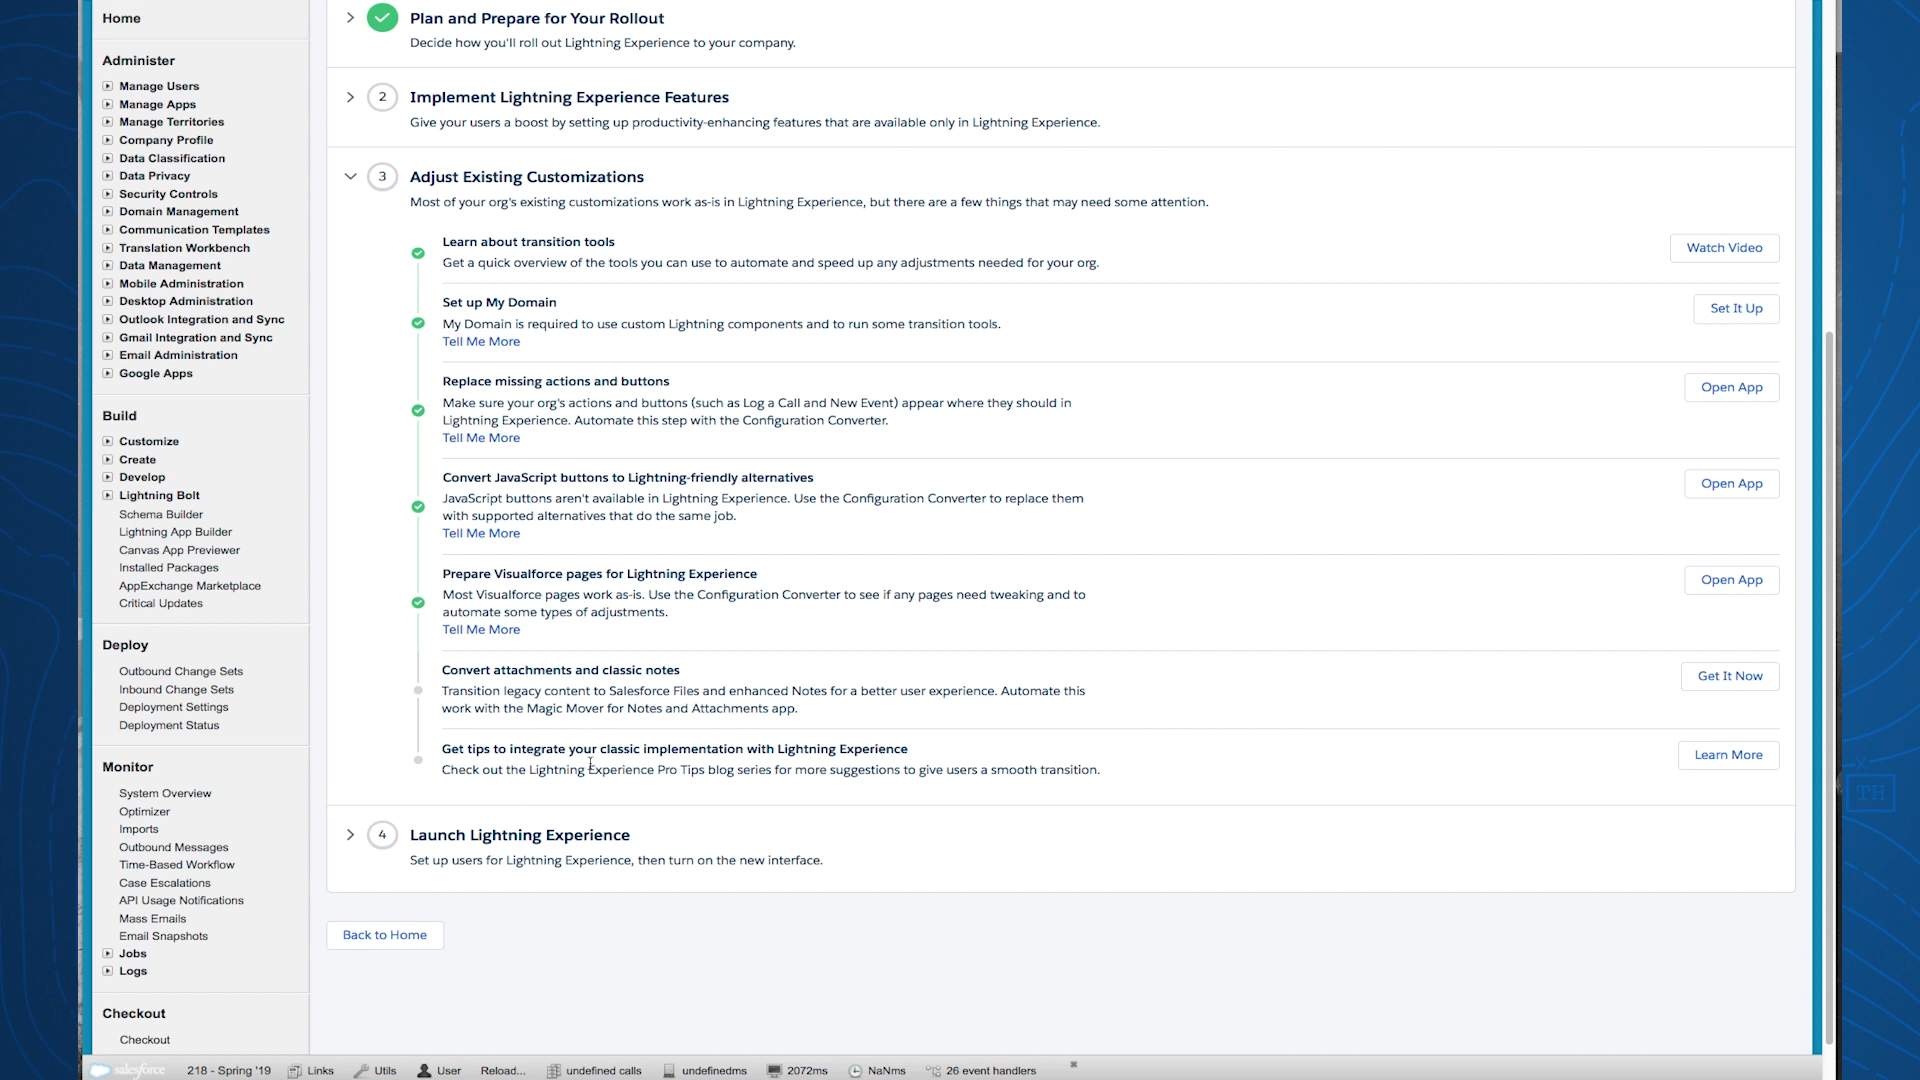 Home
Administer
Manage Users
Manage Apps
Manage Territories
Company Profile
Data Classification
Data Privacy
Security Controls
Domain Management
Communication Templates
Translation Workbench
Data Management
Mobile Administration
Desktop Administration
Outlook Integration and Sync
Gmail Integration and Sync
Email Administration
Google Apps
Build
Customize
Create
Develop
Lightning Bolt
Schema Builder
Lightning App Builder
Canvas App Previewer
Installed Packages
AppExchange Marketplace
Critical Updates
Deploy
Outbound Change Sets
Inbound Change Sets
Deployment Settings
Deployment Status
Monitor
System Overview
Optimizer
Imports
Outbound Messages
Time-Based Workflow
Case Escalations
API Usage Notifications
Mass Emails
Email Snapshots
Jobs
Logs
Checkout
Checkout
Plan and Prepare for Your Rollout
Decide how you'll roll out Lightning Experience to your company.
2 Implement Lightning Experience Features
Give your users a boost by setting up productivity-enhancing features that are available only in Lightning Experience.
3 Adjust Existing Customizations
Most of your org's existing customizations work as-is in Lightning Experience, but there are a few things that may need some attention.
Learn about transition tools
Get a quick overview of the tools you can use to automate and speed up any adjustments needed for your org.
Watch Video
Set up My Domain
My Domain is required to use custom Lightning components and to run some transition tools.
Tell Me More
Set It Up
Replace missing actions and buttons
Make sure your org's actions and buttons (such as Log a Call and New Event) appear where they should in
Lightning Experience. Automate this step with the Configuration Converter.
Tell Me More
Open App
Convert JavaScript buttons to Lightning-friendly alternatives
JavaScript buttons aren't available in Lightning Experience. Use the Configuration Converter to replace them
with supported alternatives that do the same job.
Tell Me More
Open App
Prepare Visualforce pages for Lightning Experience
Most Visualforce pages work as-is. Use the Configuration Converter to see if any pages need tweaking and to
automate some types of adjustments.
Tell Me More
Open App
Convert attachments and classic notes
Transition legacy content to Salesforce Files and enhanced Notes for a better user experience. Automate this
work with the Magic Mover for Notes and Attachments app.
Get It Now
Get tips to integrate your classic implementation with Lightning Experience
Check out the Lightning Experience Pro Tips blog series for more suggestions to give users a smooth transition.
Learn More
4 Launch Lightning Experience
Set up users for Lightning Experience, then turn on the new interface.
Back to Home
TH
salesforce 218 - Spring '19 Links Utils User Reload... undefined calls undefinedms 2072ms NaNms 26 event handlers